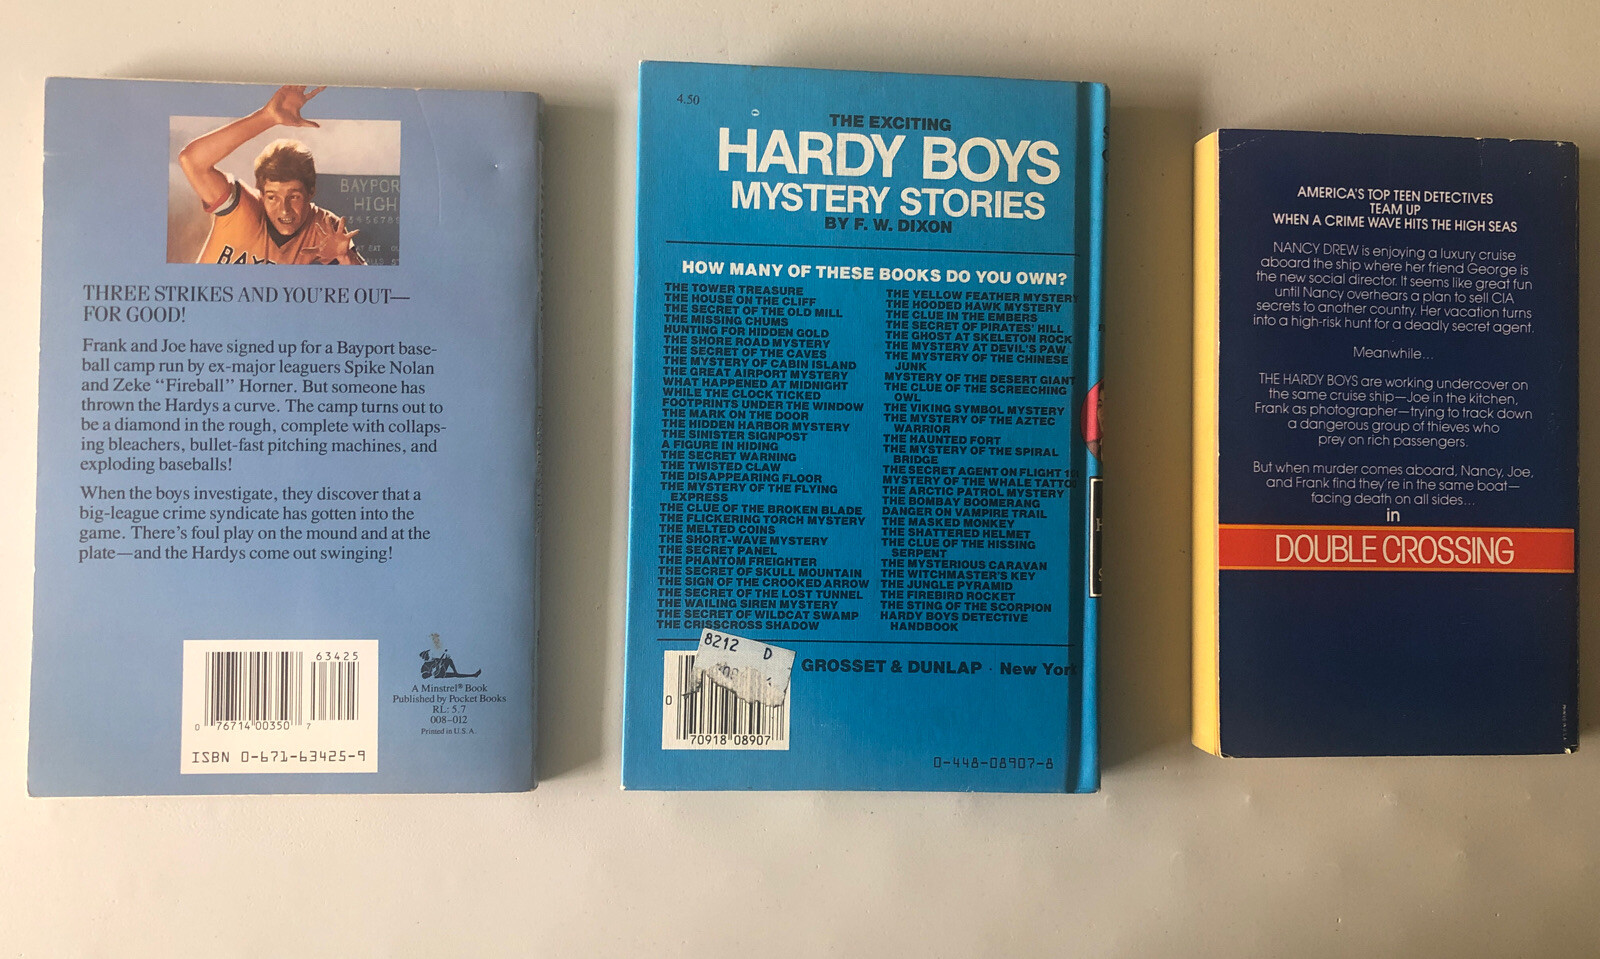 BAYPOR
HIGH
BAY
THREE STRIKES AND YOU'RE OUT—
FOR GOOD!
Frank and Joe have signed up for a Bayport base-
ball camp run by ex-major leaguers Spike Nolan
and Zeke "Fireball" Horner. But someone has
thrown the Hardys a curve. The camp turns out to
be a diamond in the rough, complete with collaps-
ing bleachers, bullet-fast pitching machines, and
exploding baseballs!
When the boys investigate, they discover that a
big-league crime syndicate has gotten into the
game. There's foul play on the mound and at the
plate—and the Hardys come out swinging!
63425
0 76714 00350 7
ISBN 0-671-63425-9
A Minstrel® Book
Published by Pocket Books
RL: 5.7
008–012
Printed in U.S.A.
4.50
THE EXCITING
HARDY BOYS
MYSTERY STORIES
BY F. W. DIXON
HOW MANY OF THESE BOOKS DO YOU OWN?
THE TOWER TREASURE
THE HOUSE ON THE CLIFF
THE SECRET OF THE OLD MILL
THE MISSING CHUMS
HUNTING FOR HIDDEN GOLD
THE SHORE ROAD MYSTERY
THE SECRET OF THE CAVES
THE MYSTERY OF CABIN ISLAND
THE GREAT AIRPORT MYSTERY
WHAT HAPPENED AT MIDNIGHT
WHILE THE CLOCK TICKED
FOOTPRINTS UNDER THE WINDOW
THE MARK ON THE DOOR
THE HIDDEN HARBOR MYSTERY
THE SINISTER SIGNPOST
A FIGURE IN HIDING
THE SECRET WARNING
THE TWISTED CLAW
THE DISAPPEARING FLOOR
THE MYSTERY OF THE FLYING
EXPRESS
THE CLUE OF THE BROKEN BLADE
THE FLICKERING TORCH MYSTERY
THE MELTED COINS
THE SHORT-WAVE MYSTERY
THE SECRET PANEL
THE PHANTOM FREIGHTER
THE SECRET OF SKULL MOUNTAIN
THE SIGN OF THE CROOKED ARROW
THE SECRET OF THE LOST TUNNEL
THE WAILING SIREN MYSTERY
THE SECRET OF WILDCAT SWAMP
THE CRISSCROSS SHADOW
THE YELLOW FEATHER MYSTERY
THE HOODED HAWK MYSTERY
THE CLUE IN THE EMBERS
THE SECRET OF PIRATES' HILL
THE GHOST AT SKELETON ROCK
THE MYSTERY AT DEVIL'S PAW
THE MYSTERY OF THE CHINESE
JUNK
MYSTERY OF THE DESERT GIANT
THE CLUE OF THE SCREECHING
OWL
THE VIKING SYMBOL MYSTERY
THE MYSTERY OF THE AZTEC
WARRIOR
THE HAUNTED FORT
THE MYSTERY OF THE SPIRAL
BRIDGE
THE SECRET AGENT ON FLIGHT 1
MYSTERY OF THE WHALE TATTO
THE ARCTIC PATROL MYSTERY
THE BOMBAY BOOMERANG
DANGER ON VAMPIRE TRAIL
THE MASKED MONKEY
THE SHATTERED HELMET
THE CLUE OF THE HISSING
SERPENT
THE MYSTERIOUS CARAVAN
THE WITCHMASTER'S KEY
THE JUNGLE PYRAMID
THE FIREBIRD ROCKET
THE STING OF THE SCORPION
HARDY BOYS DETECTIVE
HANDBOOK
8212 D
GROSSET & DUNLAP · New York
0
70918 08907
0-448-08907-8
AMERICA'S TOP TEEN DETECTIVES
TEAM UP
WHEN A CRIME WAVE HITS THE HIGH SEAS
NANCY DREW is enjoying a luxury cruise
aboard the ship where her friend George is
the new social director. It seems like great fun
until Nancy overhears a plan to sell CIA
secrets to another country. Her vacation turns
into a high-risk hunt for a deadly secret agent.
Meanwhile...
THE HARDY BOYS are working undercover on
the same cruise ship—Joe in the kitchen,
Frank as photographer—trying to track down
a dangerous group of thieves who
prey on rich passengers.
But when murder comes aboard, Nancy, Joe,
and Frank find they're in the same boat—
facing death on all sides...
in
DOUBLE CROSSING